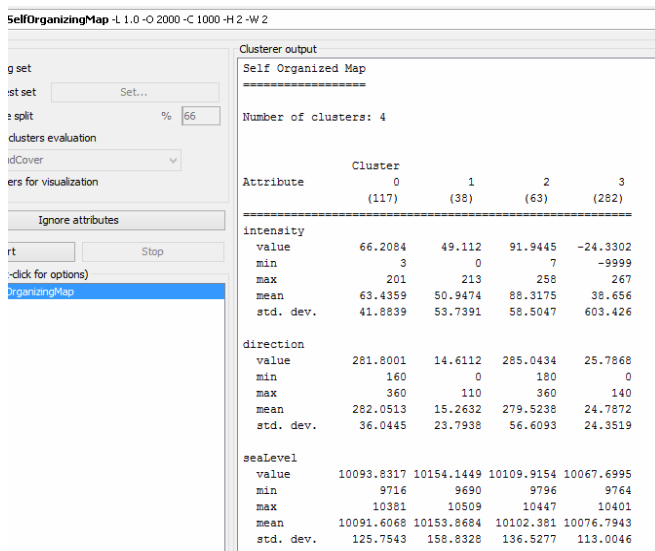 SelfOrganizingMap -L 1.0 -O 2000 -C 1000 -H 2 -W 2
g set
est set Set...
e split % 66
clusters evaluation
ndCover
ers for visualization
Ignore attributes
rt Stop
t-click for options)
OrganizingMap
Clusterer output
Self Organized Map
==================
Number of clusters: 4
Cluster
Attribute 0 1 2 3
(117) (38) (63) (282)
=======================================================
intensity
value 66.2084 49.112 91.9445 -24.3302
min 3 0 7 -9999
max 201 213 258 267
mean 63.4359 50.9474 88.3175 38.656
std. dev. 41.8839 53.7391 58.5047 603.426
direction
value 281.8001 14.6112 285.0434 25.7868
min 160 0 180 0
max 360 110 360 140
mean 282.0513 15.2632 279.5238 24.7872
std. dev. 36.0445 23.7938 56.6093 24.3519
seaLevel
value 10093.8317 10154.1449 10109.9154 10067.6995
min 9716 9690 9796 9764
max 10381 10509 10447 10401
mean 10091.6068 10153.8684 10102.381 10076.7943
std. dev. 125.7543 158.8328 136.5277 113.0046